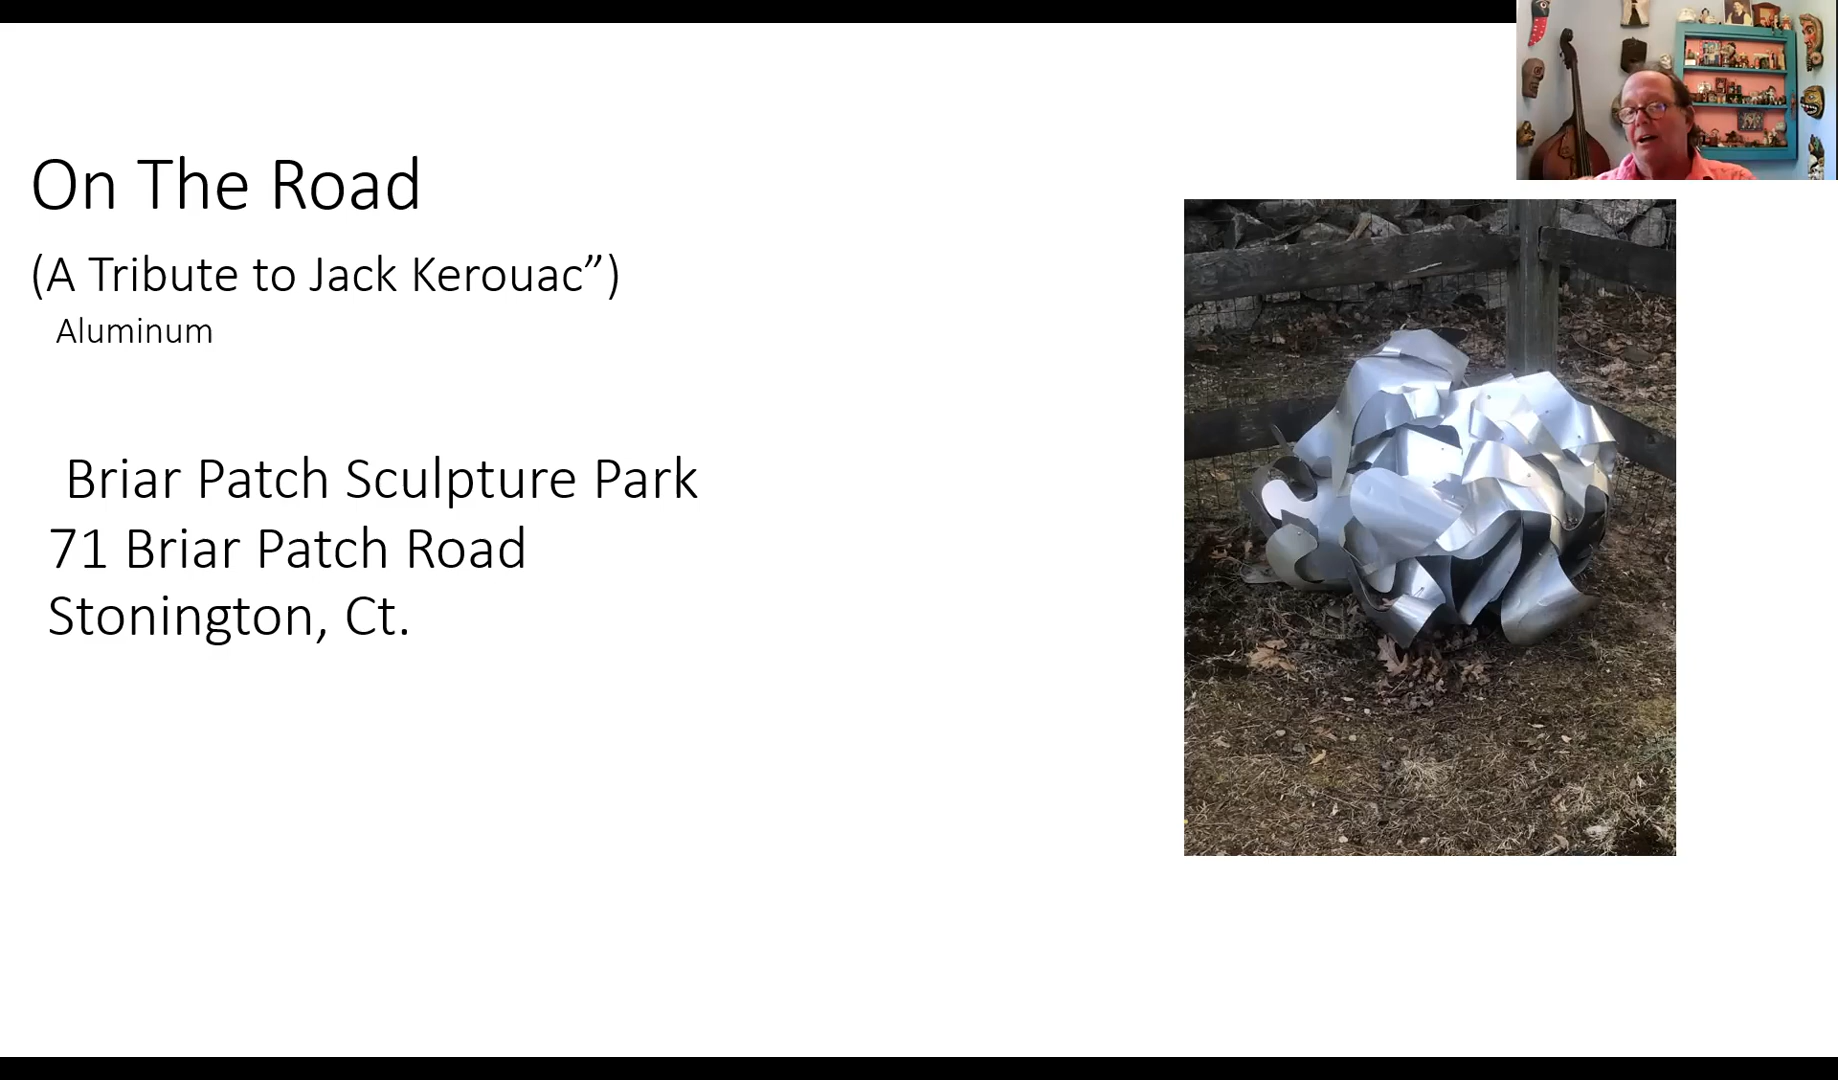 On The Road
(A Tribute to Jack Kerouac”)
Aluminum
Briar Patch Sculpture Park
71 Briar Patch Road
Stonington, Ct.